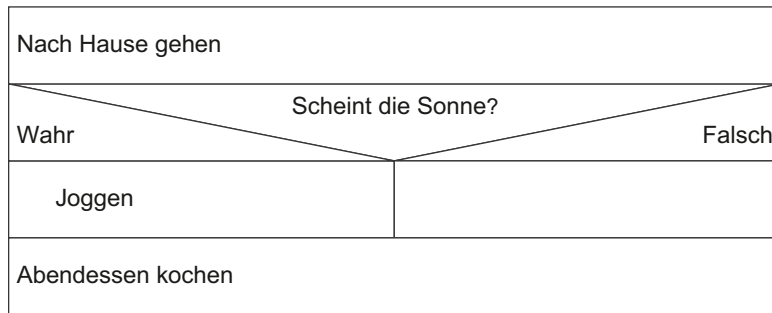 Nach Hause gehen
Scheint die Sonne?
Wahr
Falsch
Joggen
Abendessen kochen